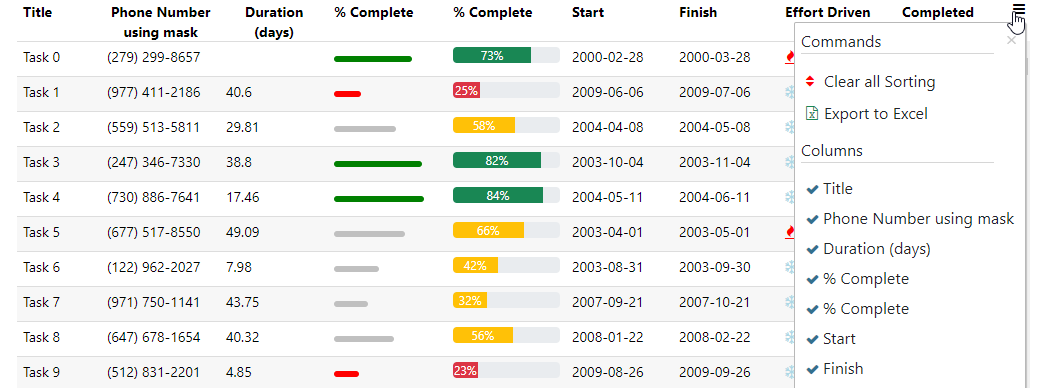 Title Phone Number using mask Duration (days) % Complete % Complete Start Finish Effort Driven Completed
Task 0 (279) 299-8657 73% 2000-02-28 2000-03-28
Task 1 (977) 411-2186 40.6 25% 2009-06-06 2009-07-06
Task 2 (559) 513-5811 29.81 58% 2004-04-08 2004-05-08
Task 3 (247) 346-7330 38.8 82% 2003-10-04 2003-11-04
Task 4 (730) 886-7641 17.46 84% 2004-05-11 2004-06-11
Task 5 (677) 517-8550 49.09 66% 2003-04-01 2003-05-01
Task 6 (122) 962-2027 7.98 42% 2003-08-31 2003-09-30
Task 7 (971) 750-1141 43.75 32% 2007-09-21 2007-10-21
Task 8 (647) 678-1654 40.32 56% 2008-01-22 2008-02-22
Task 9 (512) 831-2201 4.85 23% 2009-08-26 2009-09-26
Commands ×
Clear all Sorting
Export to Excel
Columns
Title
Phone Number using mask
Duration (days)
% Complete
% Complete
Start
Finish